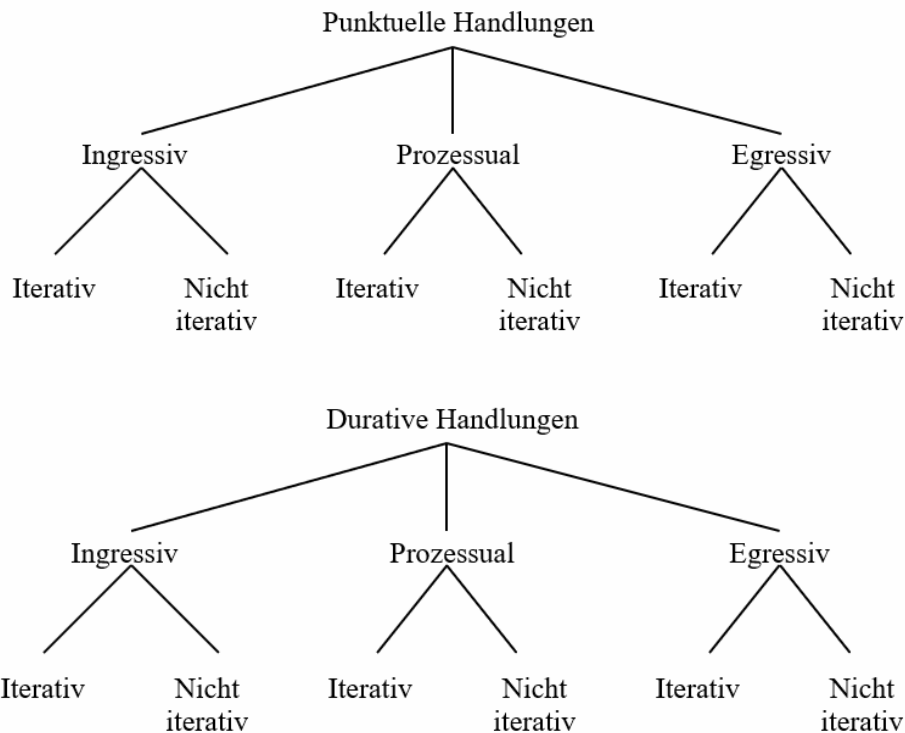 Punktuelle Handlungen
Ingressiv Prozessual Egressiv
Iterativ Nicht Iterativ Nicht Iterativ Nicht
iterativ iterativ iterativ
Durative Handlungen
Ingressiv Prozessual Egressiv
Iterativ Nicht Iterativ Nicht Iterativ Nicht
iterativ iterativ iterativ